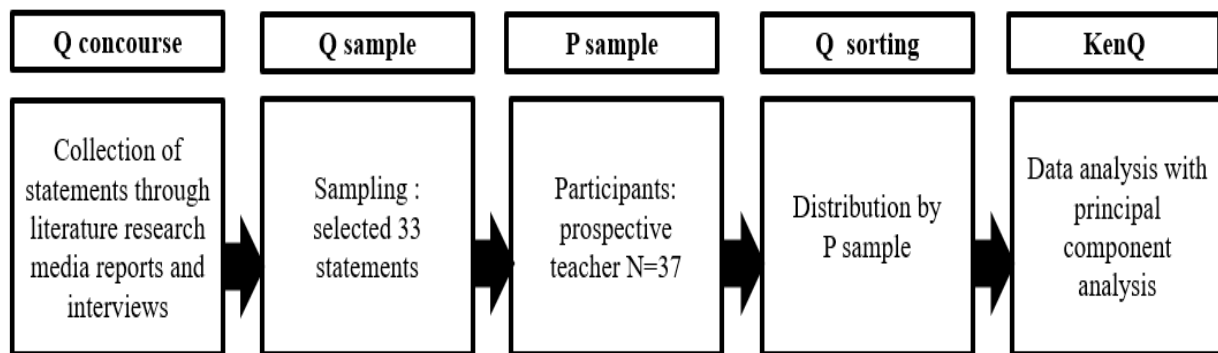 Q concourse
Q sample
P sample
Q sorting
KenQ
Collection of
statements through
literature research
media reports and
interviews
Sampling :
selected 33
statements
Participants:
prospective
teacher N=37
Distribution by
P sample
Data analysis with
principal
component
analysis